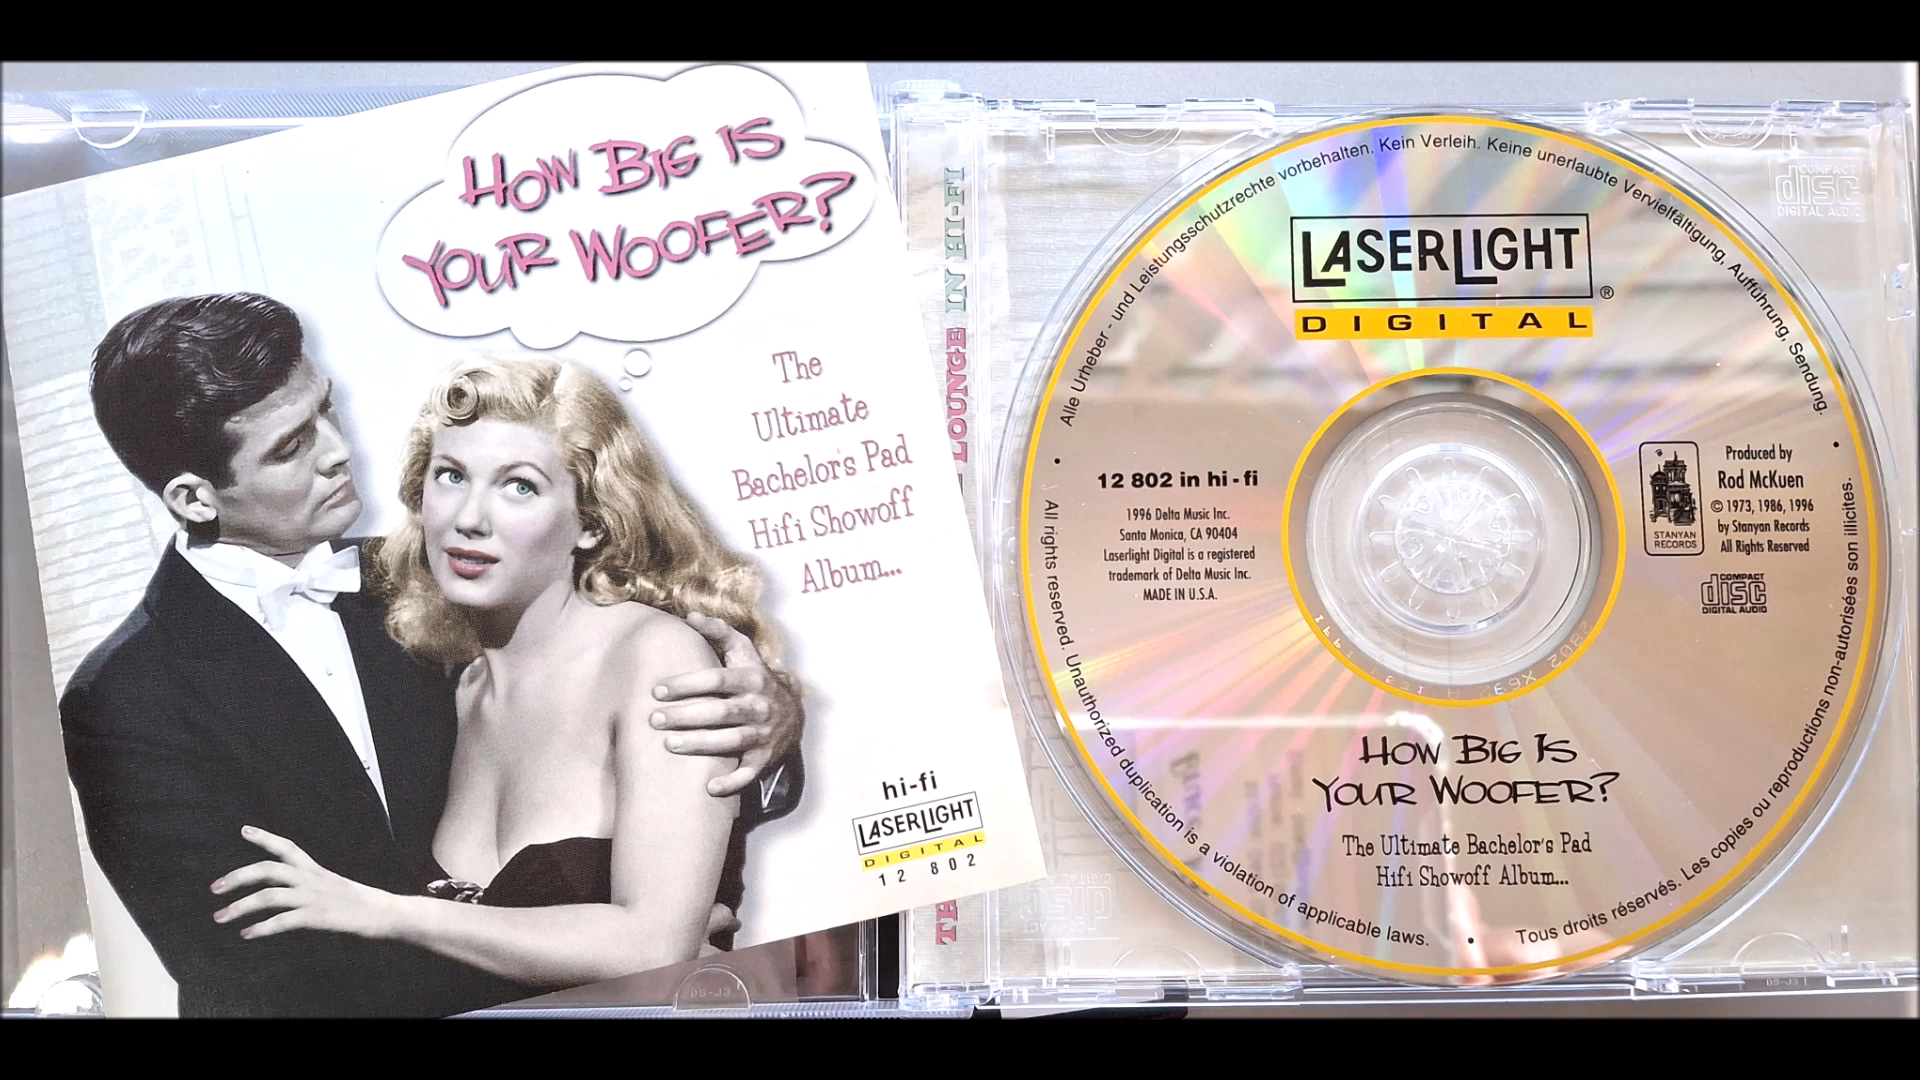 How Big is
Your Woofer?
The
Ultimate
Bachelor's Pad
Hifi Showoff
Album...
hi-fi
LASERLIGHT
DIGITAL
12 802
LOUNGE IN HI-FI
Alle Urheber - und Leistungsschutzrechte vorbehalten. Kein Verleih. Keine unerlaubte Vervielfältigung, Aufführung, Sendung.
LASERLIGHT®
DIGITAL
COMPACT
disc
DIGITAL AUDIO
12 802 in hi - fi
1996 Delta Music Inc.
Santa Monica, CA 90404
Laserlight Digital is a registered
trademark of Delta Music Inc.
MADE IN U.S.A.
STANYAN
RECORDS
Produced by
Rod McKuen
© 1973, 1986, 1996
by Stanyan Records
All Rights Reserved
COMPACT
disc
DIGITAL AUDIO
How Big Is
Your Woofer?
The Ultimate Bachelor's Pad
Hifi Showoff Album...
All rights reserved. Unauthorized duplication is a violation of applicable laws.
Tous droits réservés. Les copies ou reproductions non-autorisées son illicites.